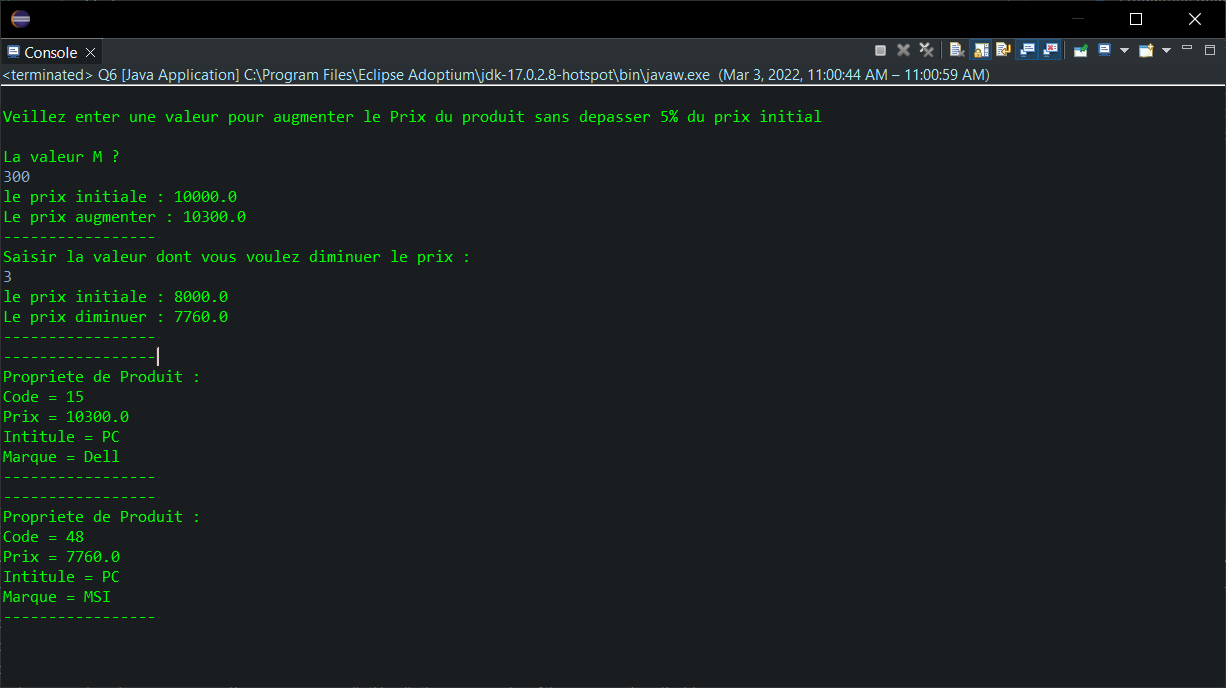 Console
<terminated> Q6 [Java Application] C:\Program Files\Eclipse Adoptium\jdk-17.0.2.8-hotspot\bin\javaw.exe (Mar 3, 2022, 11:00:44 AM – 11:00:59 AM)
Veillez enter une valeur pour augmenter le Prix du produit sans depasser 5% du prix initial
La valeur M ?
300
le prix initiale : 10000.0
Le prix augmenter : 10300.0
-----------------
Saisir la valeur dont vous voulez diminuer le prix :
3
le prix initiale : 8000.0
Le prix diminuer : 7760.0
-----------------
-----------------
Propriete de Produit :
Code = 15
Prix = 10300.0
Intitule = PC
Marque = Dell
-----------------
-----------------
Propriete de Produit :
Code = 48
Prix = 7760.0
Intitule = PC
Marque = MSI
-----------------